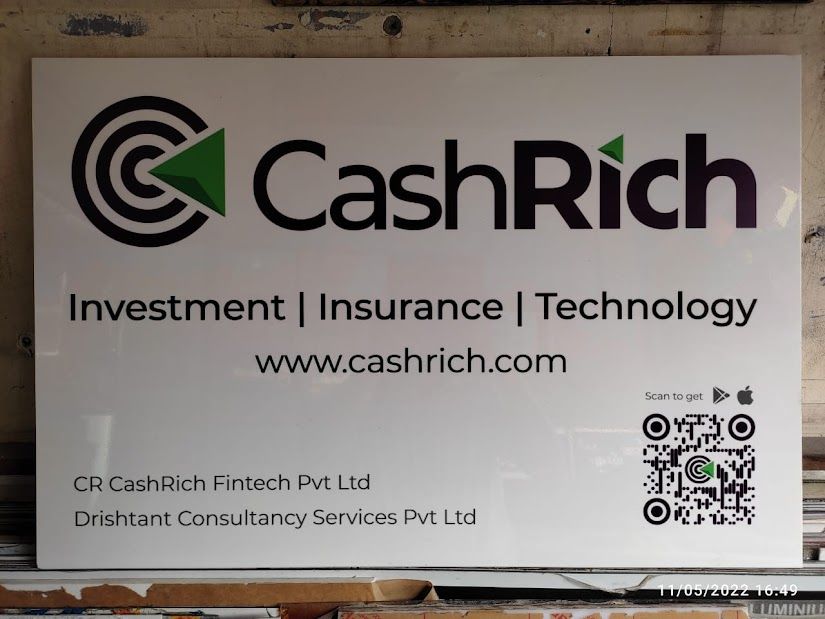 CashRich
Investment | Insurance | Technology
www.cashrich.com
Scan to get
CR CashRich Fintech Pvt Ltd
Drishtant Consultancy Services Pvt Ltd
11/05/2022 16:49